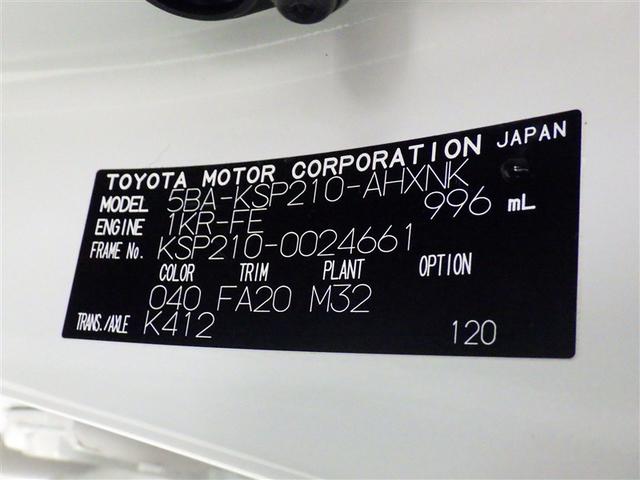 TOYOTA MOTOR CORPORATION JAPAN
MODEL 5BA-KSP210-AHXNK
ENGINE 1KR-FE 996 mL
FRAME No. KSP210-0024661
COLOR TRIM PLANT OPTION
040 FA20 M32
TRANS./AXLE K412 120